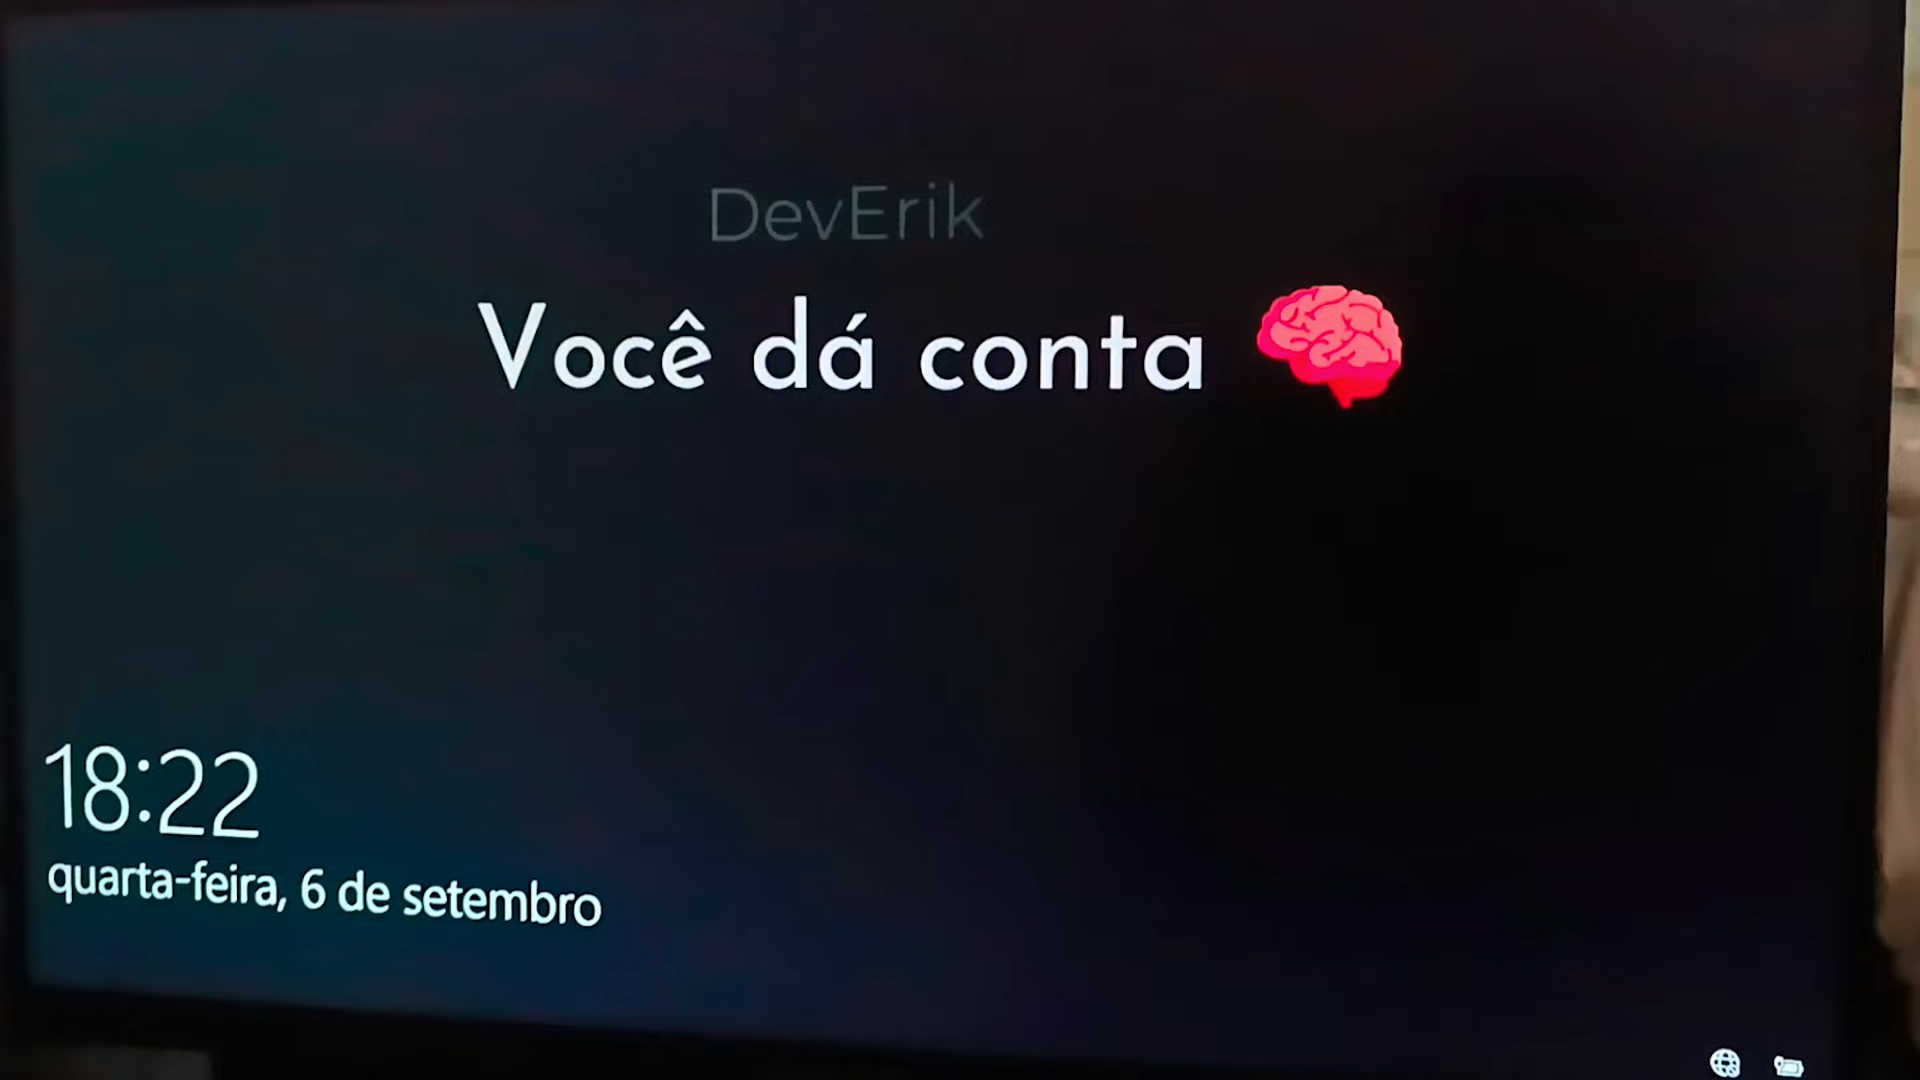 DevErik
Você dá conta
18:22
quarta-feira, 6 de setembro